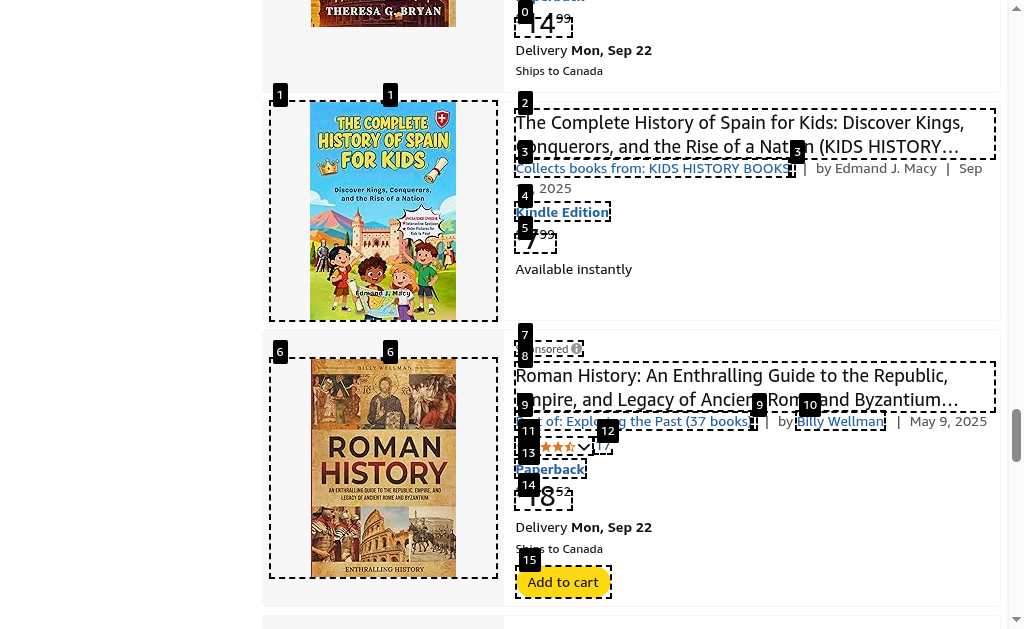 THERESA G. BRYAN
0
14 99
Delivery Mon, Sep 22
Ships to Canada
1
1
THE COMPLETE
HISTORY OF SPAIN
FOR KIDS
Discover Kings, Conquerors,
and the Rise of a Nation
Edmond J. Macy
2
The Complete History of Spain for Kids: Discover Kings,
3
3
Conquerors, and the Rise of a Nation (KIDS HISTORY…
Collects books from: KIDS HISTORY BOOKS | by Edmand J. Macy | Sep
2025
4
Kindle Edition
5
7 99
Available instantly
6
6
BILLY WELLMAN
ROMAN
HISTORY
AN ENTHRALLING GUIDE TO THE REPUBLIC, EMPIRE, AND
LEGACY OF ANCIENT ROME AND BYZANTIUM
ENTHRALLING HISTORY
7
Sponsored
8
Roman History: An Enthralling Guide to the Republic,
Empire, and Legacy of Ancient Rome and Byzantium…
9
9
10
of: Exploring the Past (37 books) | by Billy Wellman | May 9, 2025
11
12
17
13
Paperback
14
18 52
Delivery Mon, Sep 22
Ships to Canada
15
Add to cart